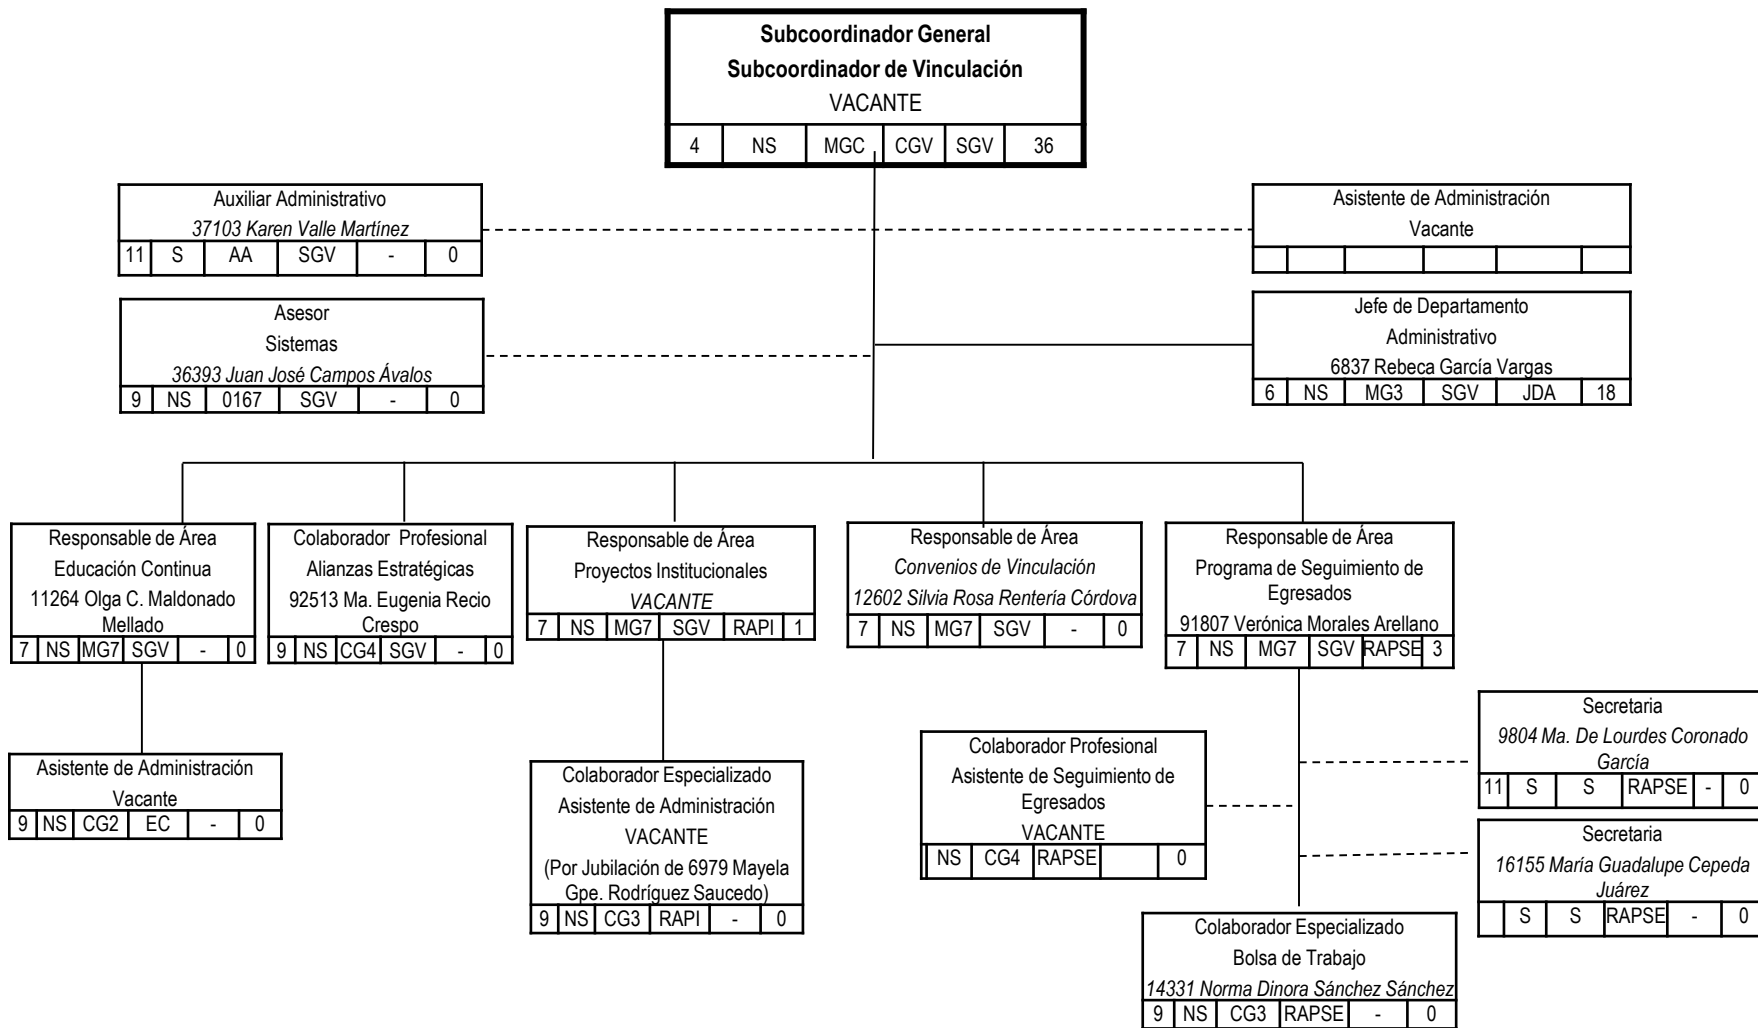 Subcoordinador General
Subcoordinador de Vinculación
VACANTE
4 NS MGC CGV SGV 36
Auxiliar Administrativo
37103 Karen Valle Martínez
11 S AA SGV - 0
Asistente de Administración
Vacante
Asesor
Sistemas
36393 Juan José Campos Ávalos
9 NS 0167 SGV - 0
Jefe de Departamento
Administrativo
6837 Rebeca García Vargas
6 NS MG3 SGV JDA 18
Responsable de Área
Educación Continua
11264 Olga C. Maldonado
Mellado
7 NS MG7 SGV - 0
Colaborador Profesional
Alianzas Estratégicas
92513 Ma. Eugenia Recio
Crespo
9 NS CG4 SGV - 0
Responsable de Área
Proyectos Institucionales
VACANTE
7 NS MG7 SGV RAPI 1
Responsable de Área
Convenios de Vinculación
12602 Silvia Rosa Rentería Córdova
7 NS MG7 SGV - 0
Responsable de Área
Programa de Seguimiento de
Egresados
91807 Verónica Morales Arellano
7 NS MG7 SGV RAPSE 3
Asistente de Administración
Vacante
9 NS CG2 EC - 0
Colaborador Especializado
Asistente de Administración
VACANTE
(Por Jubilación de 6979 Mayela
Gpe. Rodríguez Saucedo)
9 NS CG3 RAPI - 0
Colaborador Profesional
Asistente de Seguimiento de
Egresados
VACANTE
NS CG4 RAPSE 0
Secretaria
9804 Ma. De Lourdes Coronado
García
11 S S RAPSE - 0
Secretaria
16155 María Guadalupe Cepeda
Juárez
S S RAPSE - 0
Colaborador Especializado
Bolsa de Trabajo
14331 Norma Dinora Sánchez Sánchez
9 NS CG3 RAPSE - 0